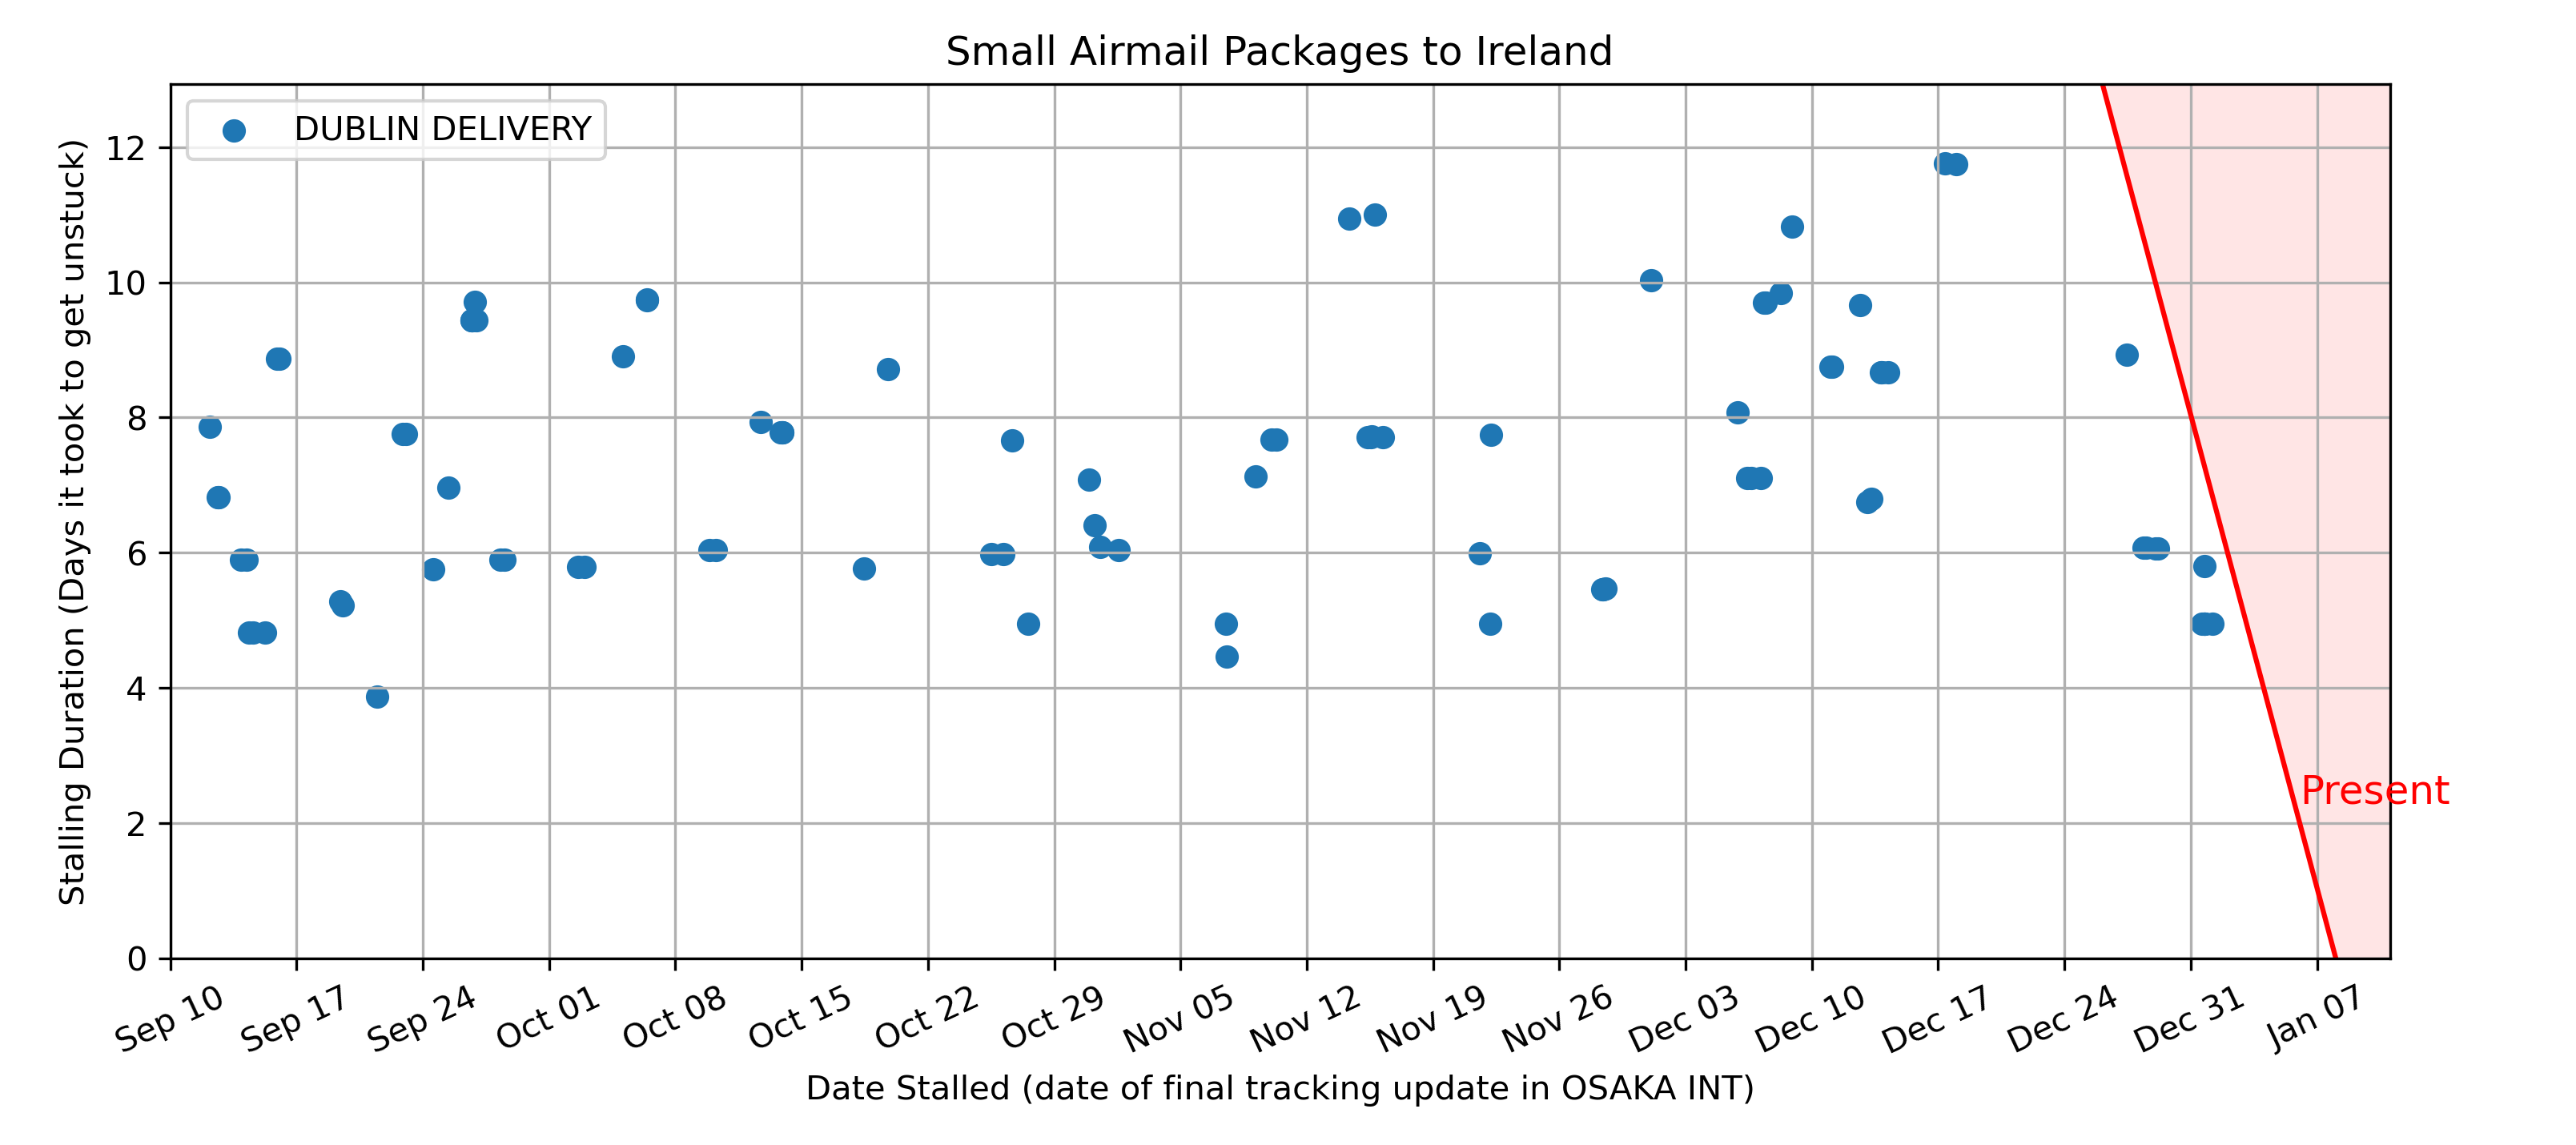 Small Airmail Packages to Ireland
DUBLIN DELIVERY
Stalling Duration (Days it took to get unstuck)
12
10
8
6
4
2
0
Present
Sep 10 Sep 17 Sep 24 Oct 01 Oct 08 Oct 15 Oct 22 Oct 29 Nov 05 Nov 12 Nov 19 Nov 26 Dec 03 Dec 10 Dec 17 Dec 24 Dec 31 Jan 07
Date Stalled (date of final tracking update in OSAKA INT)